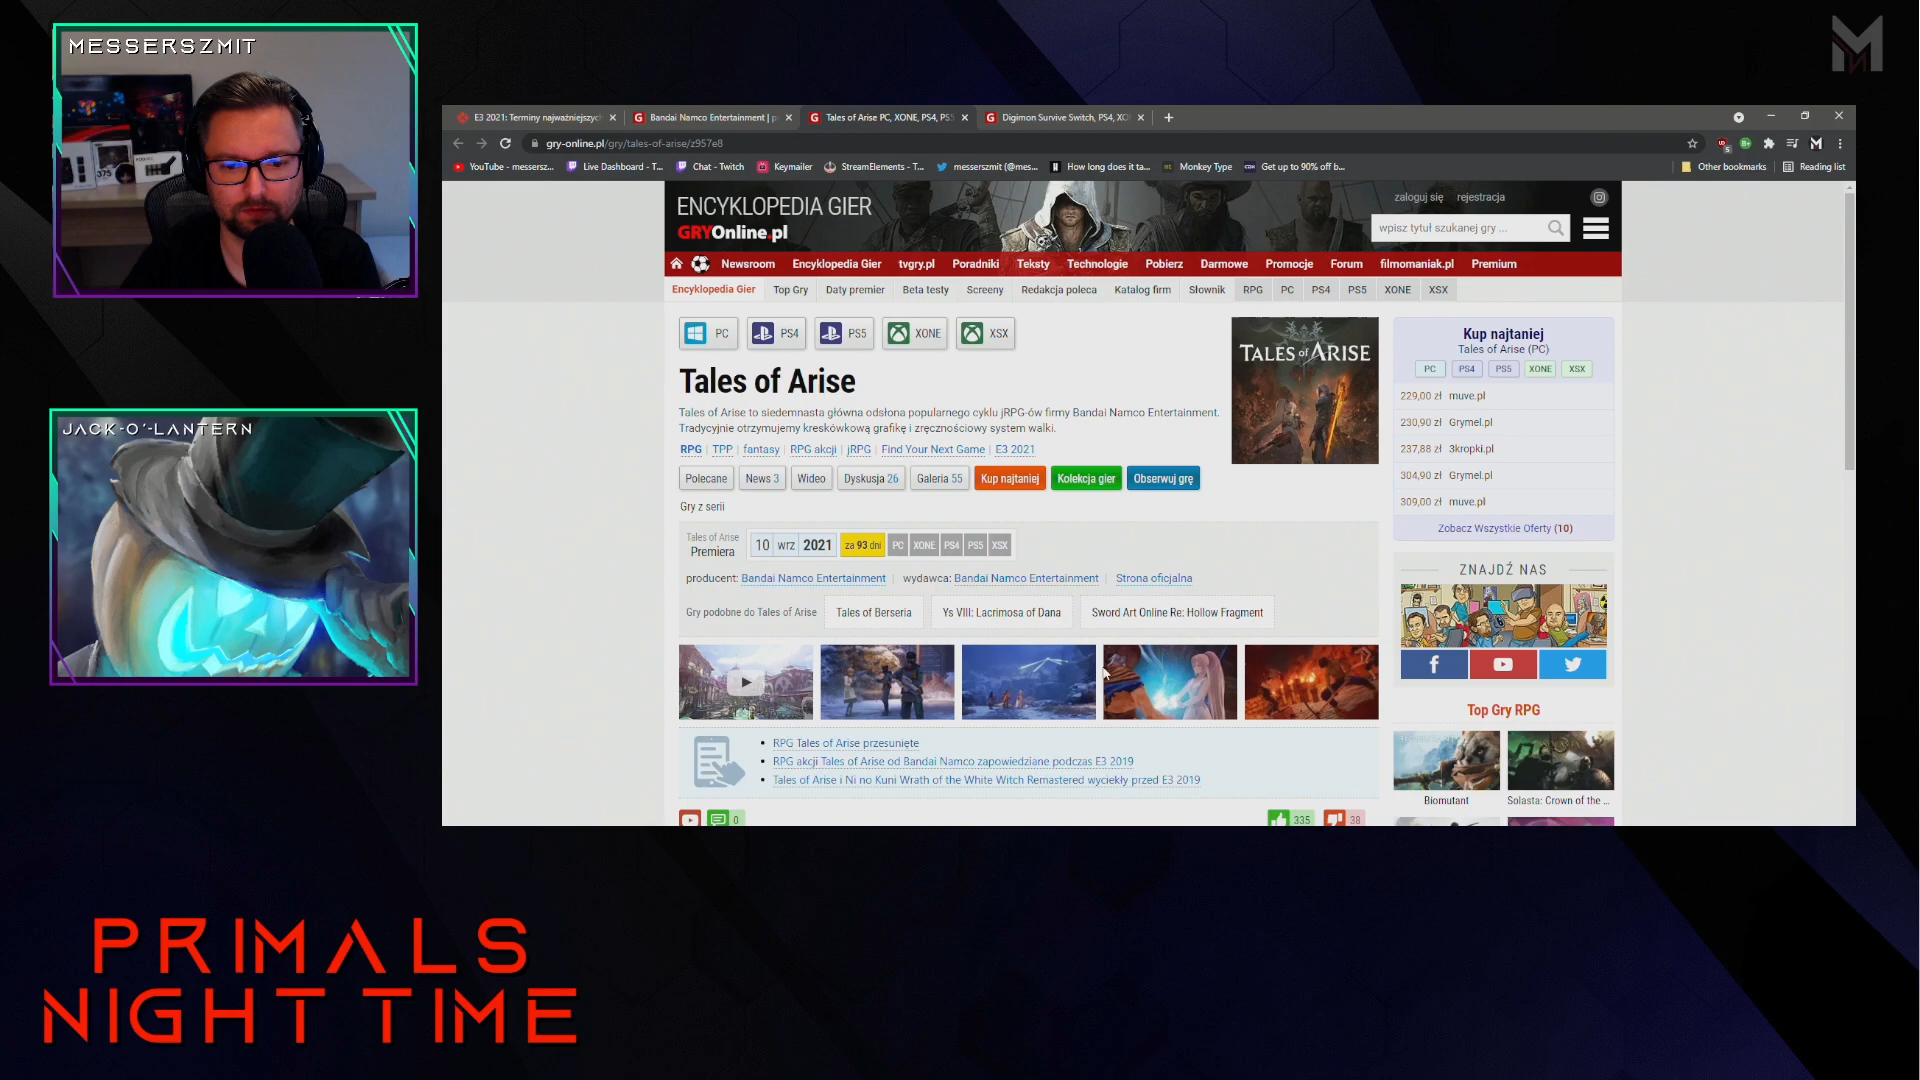 MESSERSZMIT
JACK-O'-LANTERN
PRIMALS
NIGHT TIME
E3 2021: Terminy najważniejszych
Bandai Namco Entertainment | p
Tales of Arise PC, XONE, PS4, PS5
Digimon Survive Switch, PS4, XO
gry-online.pl/gry/tales-of-arise/z957e8
YouTube - messersz...
Live Dashboard - T...
Chat - Twitch
Keymailer
StreamElements - T...
messerszmit (@mes...
How long does it ta...
Monkey Type
Get up to 90% off b...
Other bookmarks
Reading list
ENCYKLOPEDIA GIER
GRYOnline.pl
zaloguj się rejestracja
wpisz tytuł szukanej gry ...
Newsroom Encyklopedia Gier tvgry.pl Poradniki Teksty Technologie Pobierz Darmowe Promocje Forum filmomaniak.pl Premium
Encyklopedia Gier Top Gry Daty premier Beta testy Screeny Redakcja poleca Katalog firm Słownik RPG PC PS4 PS5 XONE XSX
PC PS4 PS5 XONE XSX
Tales of Arise
Tales of Arise to siedemnasta główna odsłona popularnego cyklu jRPG-ów firmy Bandai Namco Entertainment.
Tradycyjnie otrzymujemy kreskówkową grafikę i zręcznościowy system walki.
RPG | TPP | fantasy | RPG akcji | jRPG | Find Your Next Game | E3 2021
Polecane News 3 Wideo Dyskusja 26 Galeria 55 Kup najtaniej Kolekcja gier Obserwuj grę
Gry z serii
Tales of Arise
Premiera
10 wrz 2021 za 93 dni PC XONE PS4 PS5 XSX
producent: Bandai Namco Entertainment | wydawca: Bandai Namco Entertainment | Strona oficjalna
Gry podobne do Tales of Arise Tales of Berseria Ys VIII: Lacrimosa of Dana Sword Art Online Re: Hollow Fragment
RPG Tales of Arise przesunięte
RPG akcji Tales of Arise od Bandai Namco zapowiedziane podczas E3 2019
Tales of Arise i Ni no Kuni Wrath of the White Witch Remastered wyciekły przed E3 2019
0
335
38
TALES of ARISE
Kup najtaniej
Tales of Arise (PC)
PC PS4 PS5 XONE XSX
229,00 zł muve.pl
230,90 zł Grymel.pl
237,88 zł 3kropki.pl
304,90 zł Grymel.pl
309,00 zł muve.pl
Zobacz Wszystkie Oferty (10)
ZNAJDŹ NAS
Top Gry RPG
Biomutant
Solasta: Crown of the ...